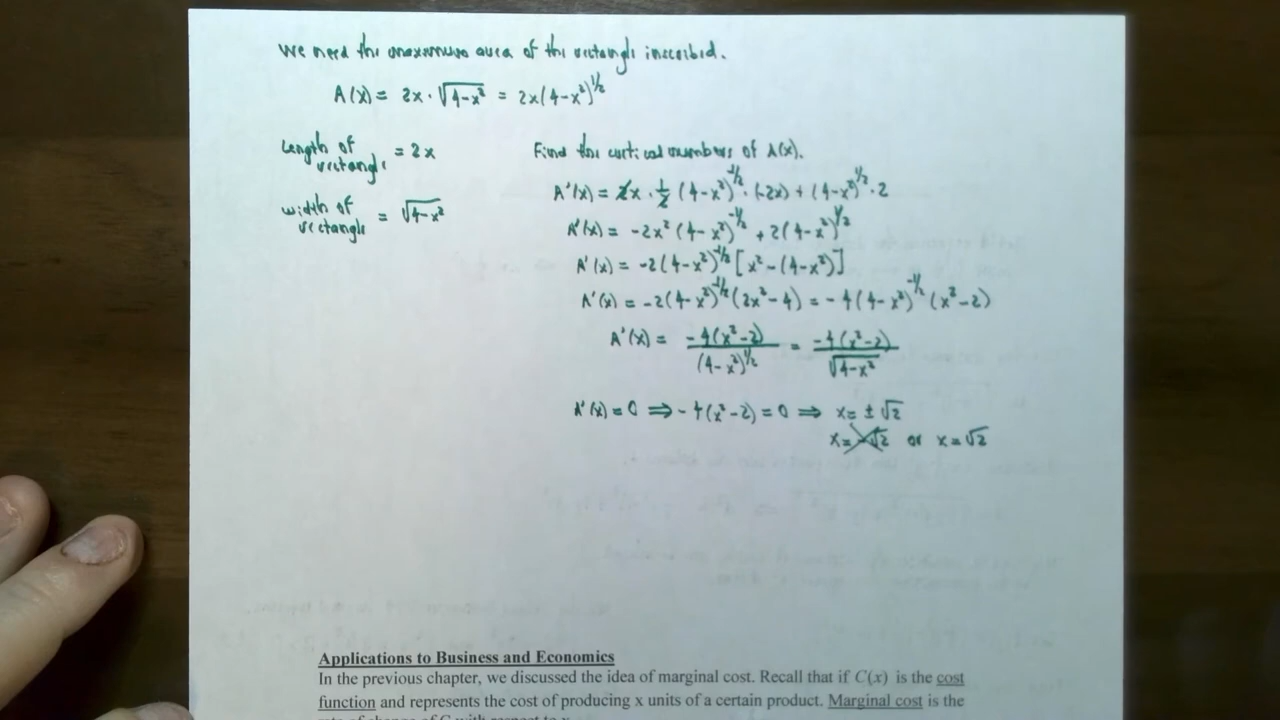 We need the maximum area of the rectangle inscribed.
A(x) = 2x · √(4-x²) = 2x(4-x²)^1/2
Length of rectangle = 2x
width of rectangle = √(4-x²)
Find the critical numbers of A(x).
A'(x) = 2x · 1/2 (4-x²)^-1/2 · (-2x) + (4-x²)^1/2 · 2
A'(x) = -2x² (4-x²)^-1/2 + 2(4-x²)^1/2
A'(x) = -2(4-x²)^-1/2 [x² - (4-x²)]
A'(x) = -2(4-x²)^-1/2 (2x²-4) = -4(4-x²)^-1/2 (x²-2)
A'(x) = -4(x²-2)/(4-x²)^1/2 = -4(x²-2)/√(4-x²)
A'(x) = 0 ⟹ -4(x²-2) = 0 ⟹ x = ±√2
x = -√2 or x = √2
Applications to Business and Economics
In the previous chapter, we discussed the idea of marginal cost. Recall that if C(x) is the cost
function and represents the cost of producing x units of a certain product. Marginal cost is the